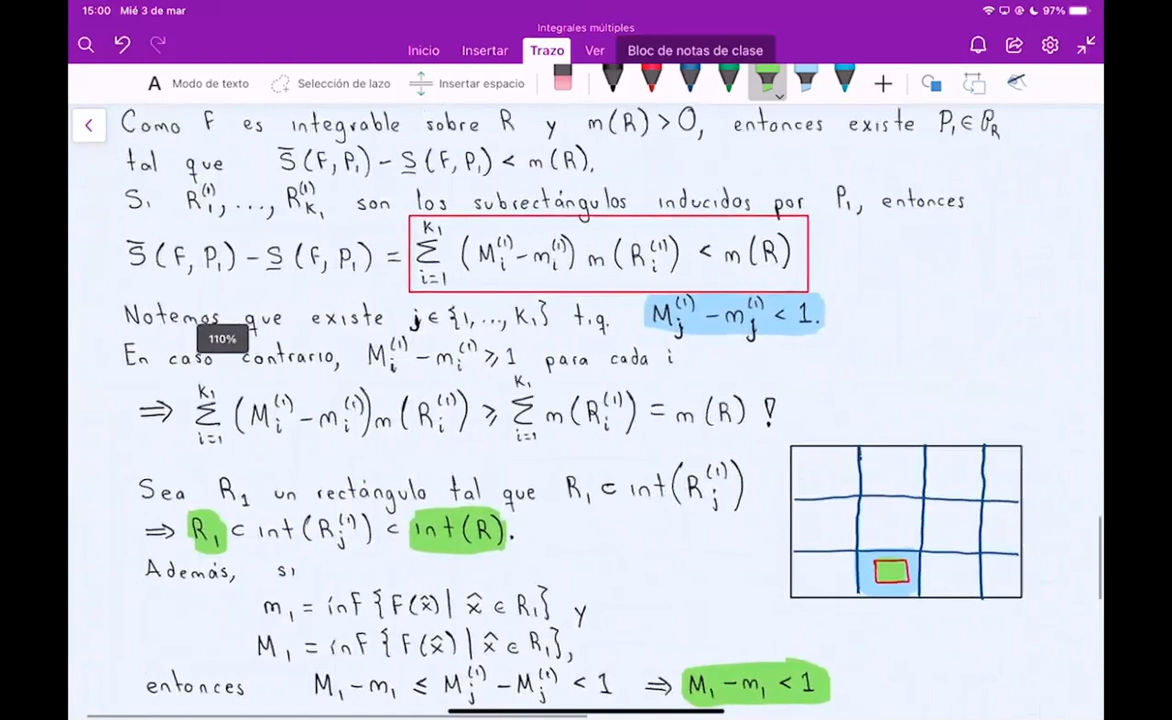 15:00 Mié 3 de mar
97%
Integrales múltiples
Inicio Insertar Trazo Ver Bloc de notas de clase
A Modo de texto Selección de lazo Insertar espacio
Como f es integrable sobre R y m(R)>0, entonces existe P₁∈𝒫_R
tal que S̄(f,P₁)-S̲(f,P₁)<m(R).
Si R₁⁽¹⁾,...,R_{k₁}⁽¹⁾ son los subrectángulos inducidos por P₁, entonces
S̄(f,P₁)-S̲(f,P₁)=∑_{i=1}^{k₁}(M_i⁽¹⁾-m_i⁽¹⁾)m(R_i⁽¹⁾)<m(R)
Notemos que existe j∈{1,...,k₁} t.q. M_j⁽¹⁾-m_j⁽¹⁾<1.
110%
En caso contrario, M_i⁽¹⁾-m_i⁽¹⁾⩾1 para cada i
⇒ ∑_{i=1}^{k₁}(M_i⁽¹⁾-m_i⁽¹⁾)m(R_i⁽¹⁾)⩾∑_{i=1}^{k₁}m(R_i⁽¹⁾)=m(R)!
Sea R₁ un rectángulo tal que R₁⊂int(R_j⁽¹⁾)
⇒ R₁⊂int(R_j⁽¹⁾)⊂int(R).
Además, si
m₁=ínf{f(x̂)|x̂∈R₁} y
M₁=ínf{f(x̂)|x̂∈R₁},
entonces M₁-m₁≤M_j⁽¹⁾-M_j⁽¹⁾<1 ⇒ M₁-m₁<1